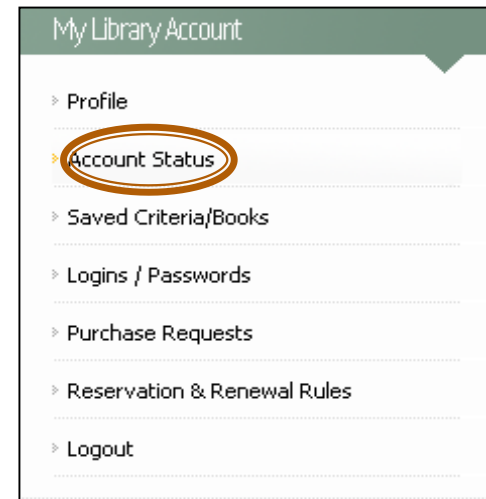 My Library Account
Profile
Account Status
Saved Criteria/Books
Logins / Passwords
Purchase Requests
Reservation & Renewal Rules
Logout